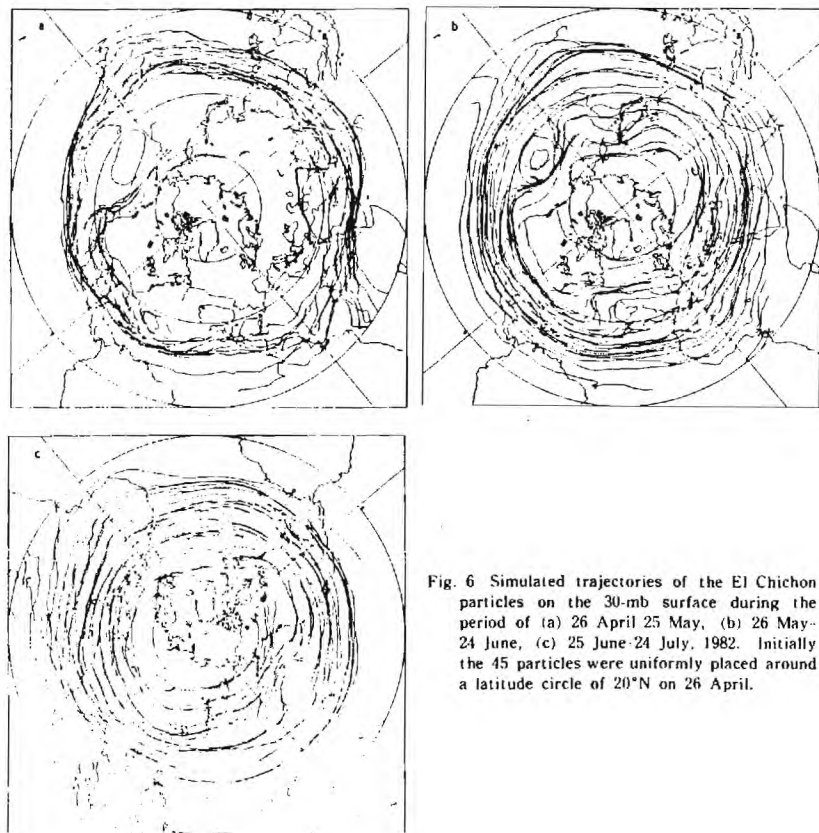 a
b
c
Fig. 6 Simulated trajectories of the El Chichon
particles on the 30-mb surface during the
period of (a) 26 April 25 May, (b) 26 May-
24 June, (c) 25 June-24 July, 1982. Initially
the 45 particles were uniformly placed around
a latitude circle of 20°N on 26 April.